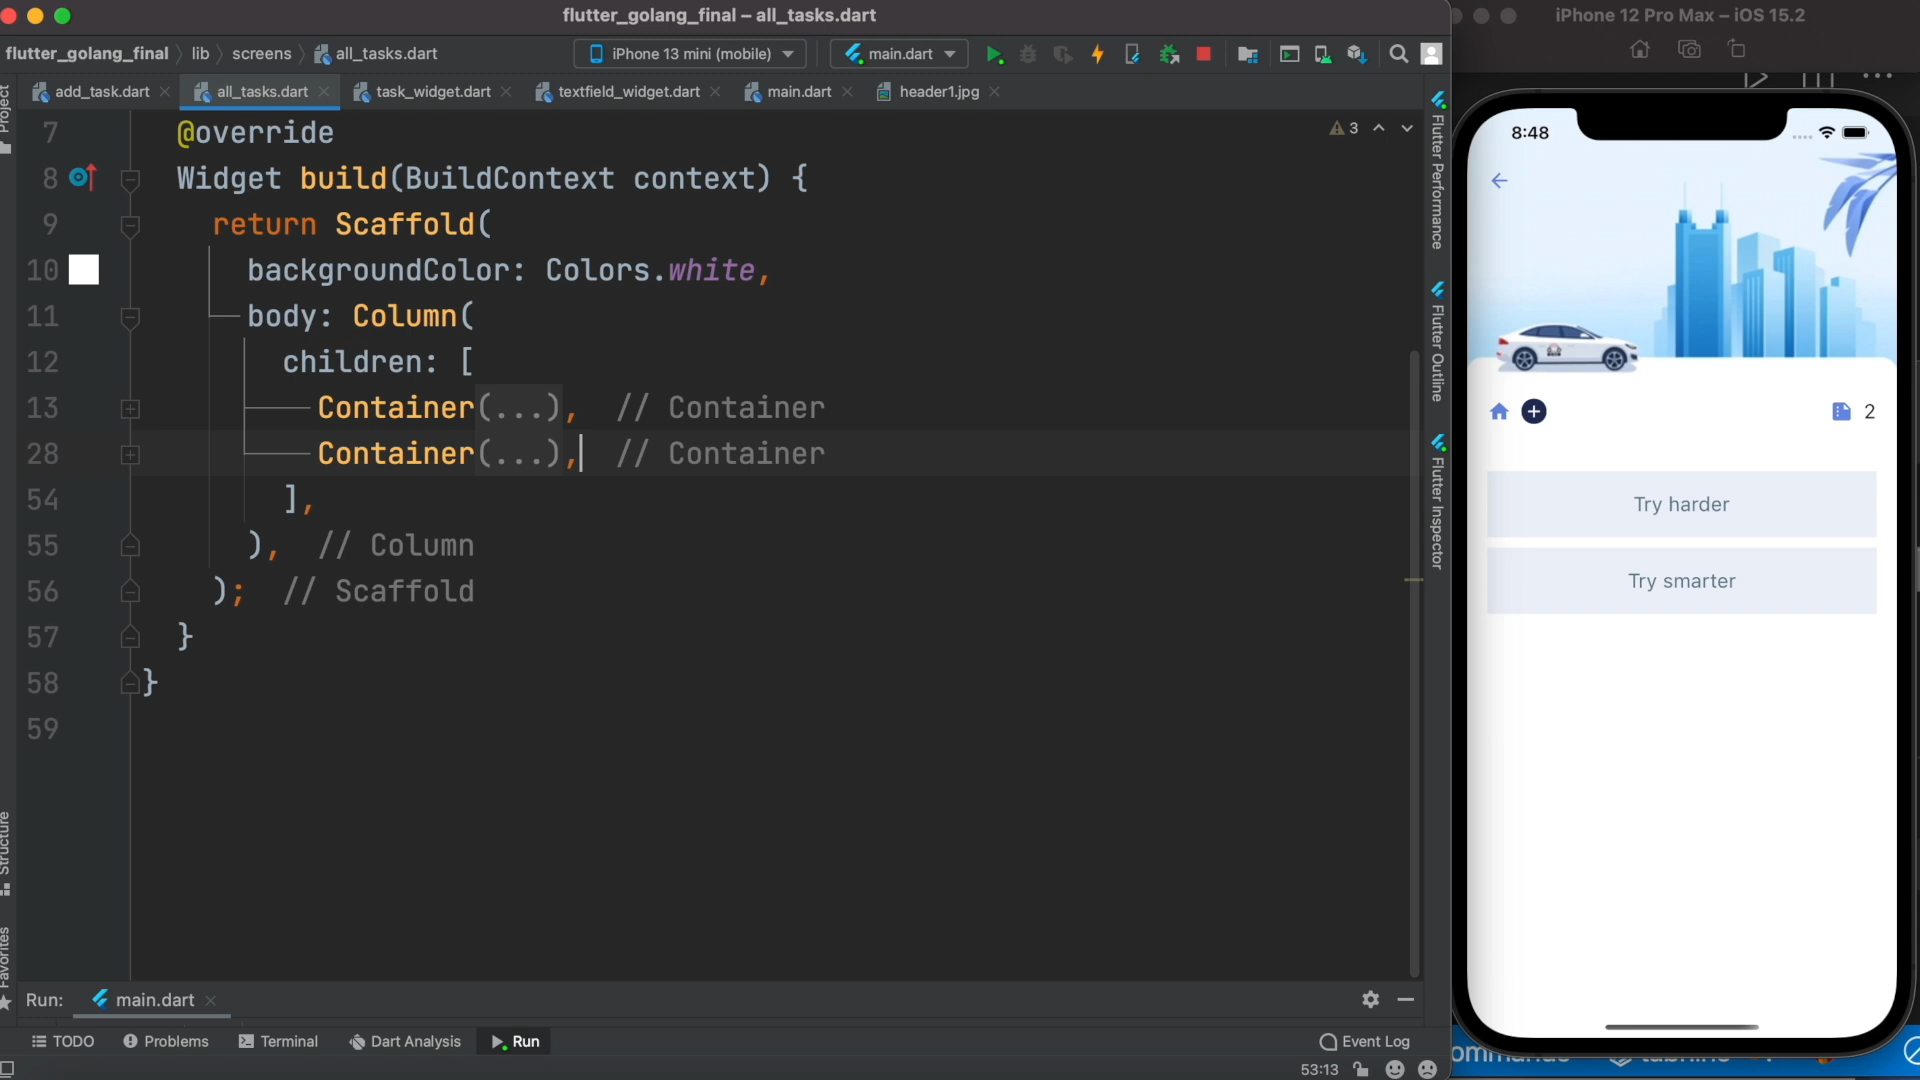 flutter_golang_final – all_tasks.dart
iPhone 12 Pro Max – iOS 15.2
flutter_golang_final
lib
screens
all_tasks.dart
iPhone 13 mini (mobile)
main.dart
add_task.dart
all_tasks.dart
task_widget.dart
textfield_widget.dart
main.dart
header1.jpg
Project
Structure
Favorites
7 @override
3
8 Widget build(BuildContext context) {
9 return Scaffold(
10 backgroundColor: Colors.white,
11 body: Column(
12 children: [
13 Container(...), // Container
28 Container(...), // Container
54 ],
55 ), // Column
56 ); // Scaffold
57 }
58 }
59
Flutter Performance
Flutter Outline
Flutter Inspector
8:48
2
Try harder
Try smarter
Run:
main.dart
TODO
Problems
Terminal
Dart Analysis
Run
Event Log
53:13